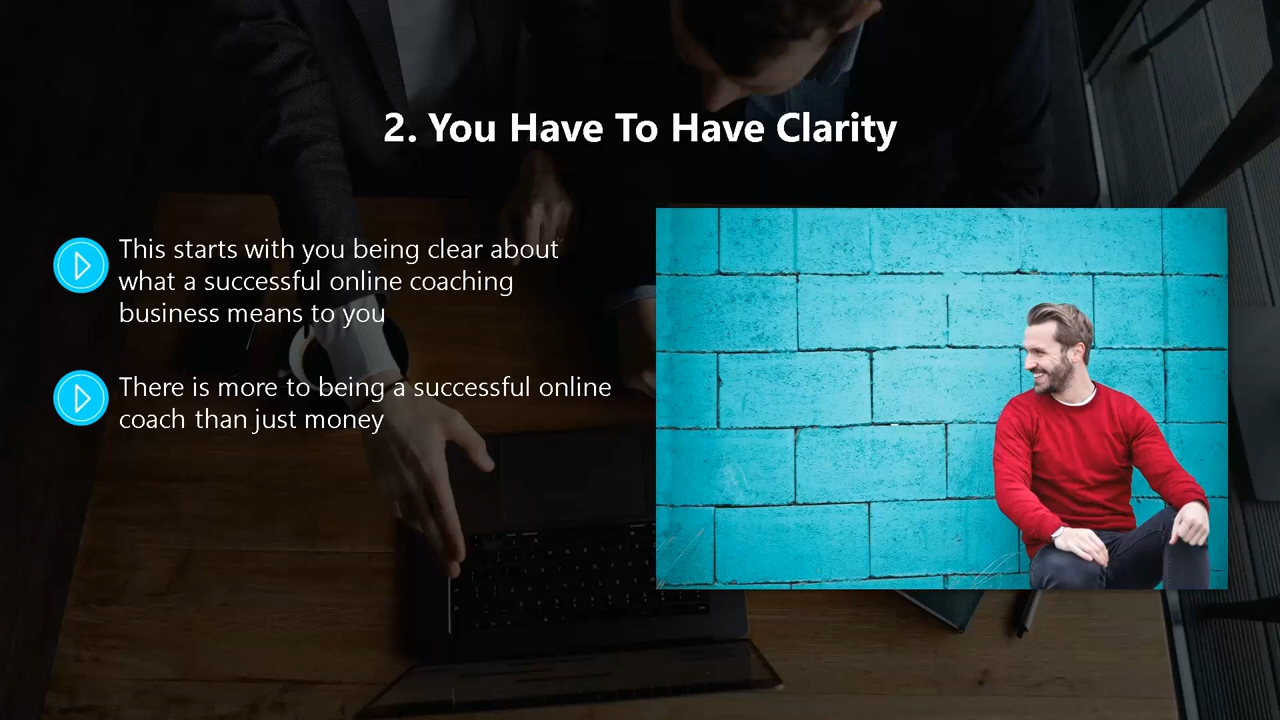 2. You Have To Have Clarity
This starts with you being clear about
what a successful online coaching
business means to you
There is more to being a successful online
coach than just money